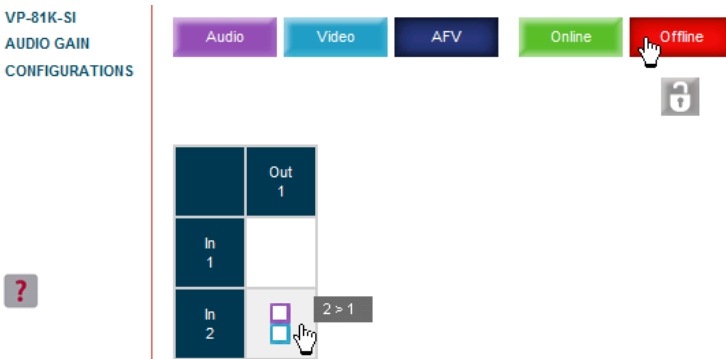 VP-81K-SI
AUDIO GAIN
CONFIGURATIONS
Audio
Video
AFV
Online
Offline
Out
1
In
1
?
In
2
2 > 1